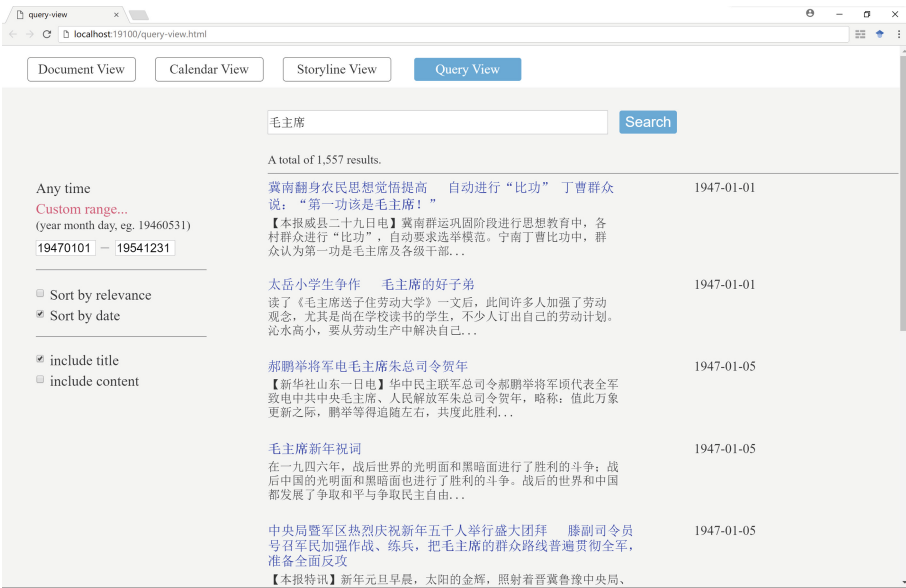 query-view
localhost:19100/query-view.html
Document View
Calendar View
Storyline View
Query View
毛主席
Search
A total of 1,557 results.
Any time
Custom range...
(year month day, eg. 19460531)
19470101 — 19541231
Sort by relevance
Sort by date
include title
include content
冀南翻身农民思想觉悟提高 自动进行“比功” 丁曹群众
说：“第一功该是毛主席！”
1947-01-01
【本报威县二十九日电】冀南群运巩固阶段进行思想教育中，各
村群众进行“比功”，自动要求选举模范。宁南丁曹比功中，群
众认为第一功是毛主席及各级干部...
太岳小学生争作 毛主席的好子弟
1947-01-01
读了《毛主席送子住劳动大学》一文后，此间许多人加强了劳动
观念，尤其是尚在学校读书的学生，不少人订出自己的劳动计划。
沁水高小，要从劳动生产中解决自己...
郝鹏举将军电毛主席朱总司令贺年
1947-01-05
【新华社山东一日电】华中民主联军总司令郝鹏举将军顷代表全军
致电中共中央毛主席、人民解放军朱总司令贺年，略称：值此万象
更新之际，鹏举等得追随左右，共度此胜利...
毛主席新年祝词
1947-01-05
在一九四六年，战后世界的光明面和黑暗面进行了胜利的斗争；战
后中国的光明面和黑暗面也进行了胜利的斗争。战后的世界和中国
都发展了争取和平与争取民主自由...
中央局暨军区热烈庆祝新年五千人举行盛大团拜 滕副司令员
号召军民加强作战、练兵，把毛主席的群众路线普遍贯彻全军，
准备全面反攻
1947-01-05
【本报特讯】新年元旦早晨，太阳的金辉，照射着晋冀鲁豫中央局、